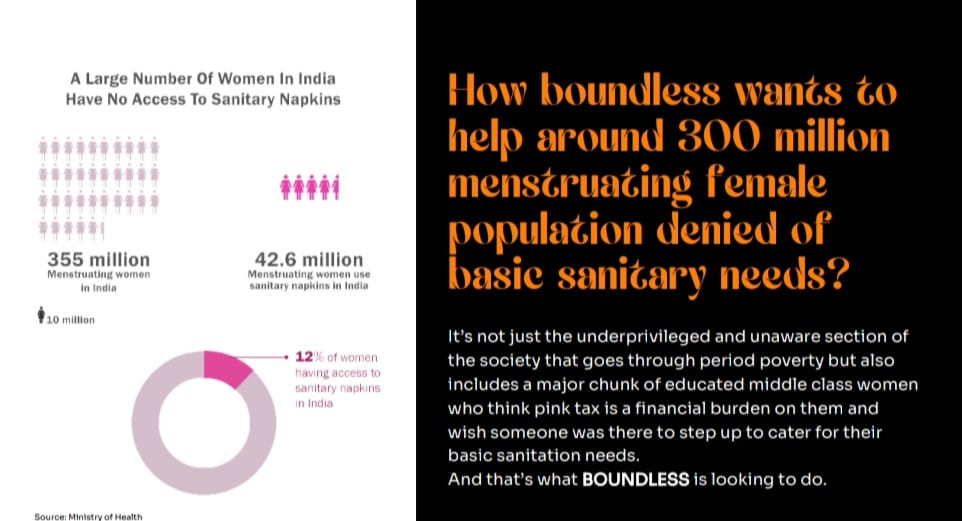 A Large Number Of Women In India
Have No Access To Sanitary Napkins
355 million
Menstruating women
in India
42.6 million
Menstruating women use
sanitary napkins in India
10 million
12% of women
having access to
sanitary napkins
in India
Source: Ministry of Health
How boundless wants to
help around 300 million
menstruating female
population denied of
basic sanitary needs?
It's not just the underprivileged and unaware section of
the society that goes through period poverty but also
includes a major chunk of educated middle class women
who think pink tax is a financial burden on them and
wish someone was there to step up to cater for their
basic sanitation needs.
And that's what BOUNDLESS is looking to do.